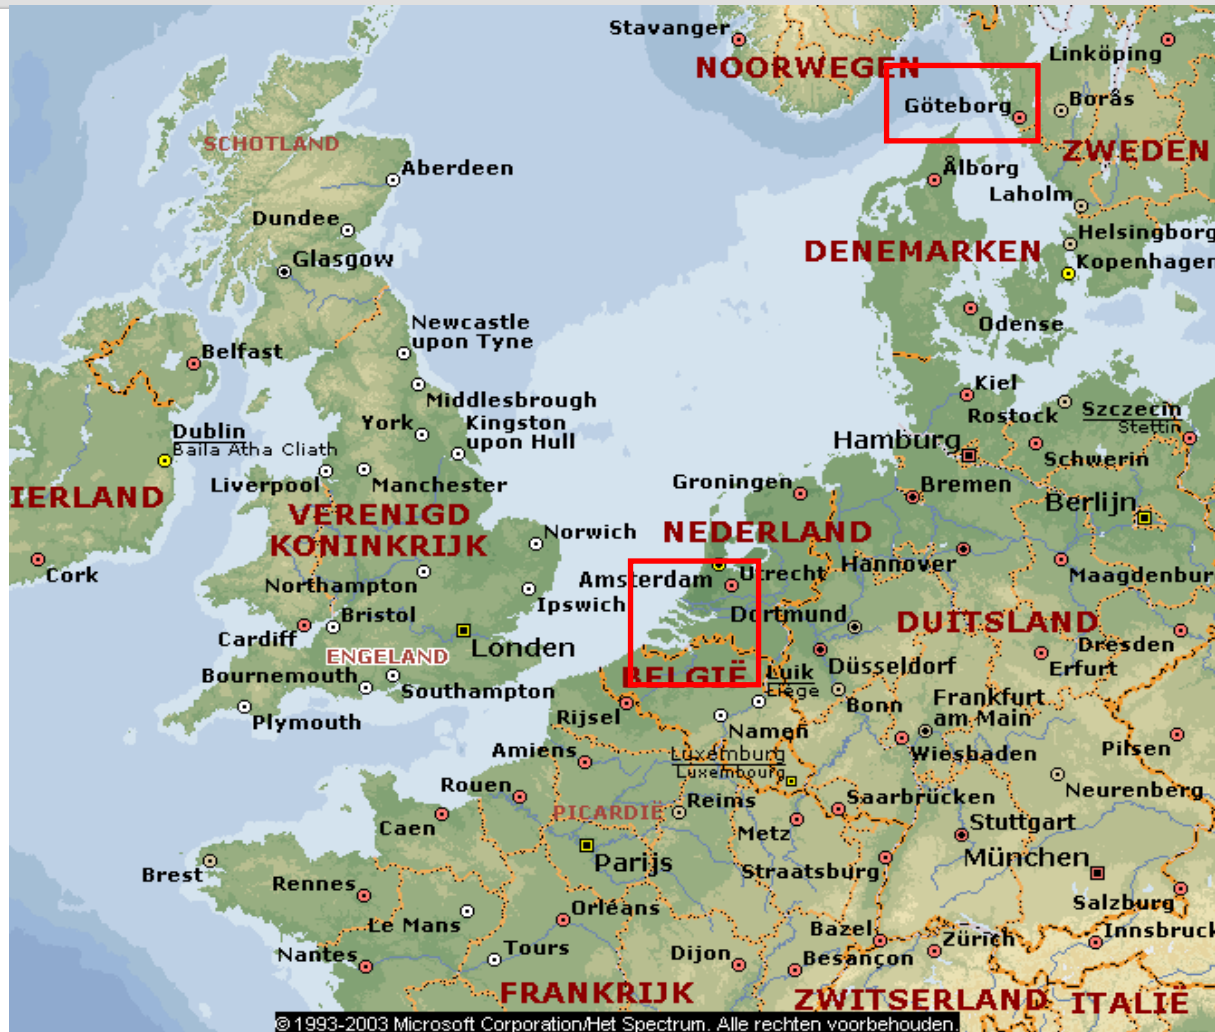 Stavanger
NOORWEGEN
Linköping
Göteborg
Borås
SCHOTLAND
ZWEDEN
Aberdeen
Ålborg
Laholm
Dundee
Helsingborg
DENEMARKEN
Glasgow
Kopenhagen
Newcastle
upon Tyne
Odense
Belfast
Kiel
Middlesbrough
Rostock
Szczecin
Stettin
York
Kingston
upon Hull
Dublin
Baila Atha Cliath
Hamburg
Schwerin
Liverpool
Manchester
Groningen
Bremen
IERLAND
Berlijn
VERENIGD
KONINKRIJK
Norwich
NEDERLAND
Hannover
Cork
Northampton
Amsterdam
Utrecht
Maagdenbur
Ipswich
Bristol
Dortmund
DUITSLAND
Cardiff
Londen
Dresden
ENGELAND
BELGIË
Luik
Liège
Düsseldorf
Erfurt
Bournemouth
Southampton
Bonn
Frankfurt
am Main
Plymouth
Rijsel
Namen
Wiesbaden
Pilsen
Amiens
Luxemburg
Luxembourg
Rouen
Reims
Saarbrücken
Neurenberg
PICARDIË
Caen
Metz
Stuttgart
Parijs
München
Brest
Straatsburg
Rennes
Salzburg
Le Mans
Orléans
Bazel
Zürich
Innsbruck
Nantes
Tours
Dijon
Besançon
FRANKRIJK
ZWITSERLAND
ITALIË
© 1993-2003 Microsoft Corporation/Het Spectrum. Alle rechten voorbehouden.